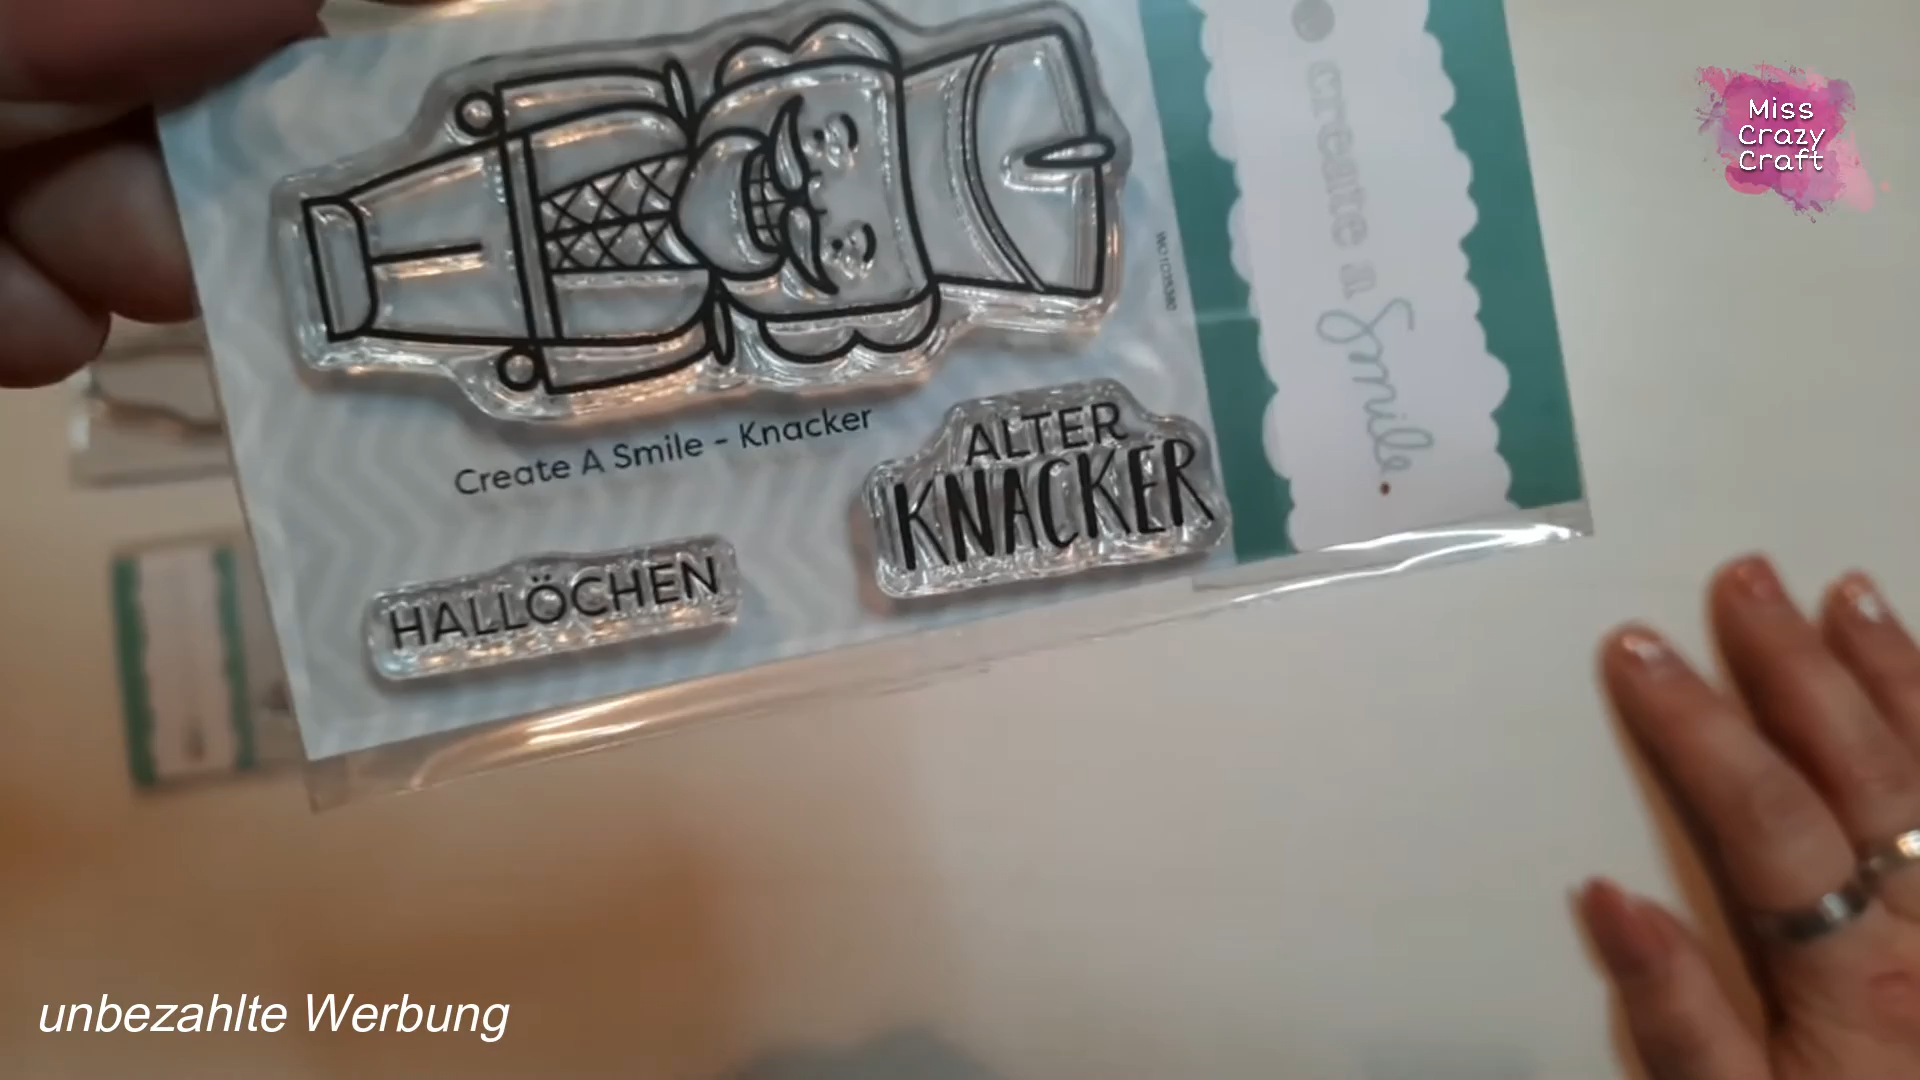 Miss
Crazy
Craft
create a
Smile.
Create A Smile - Knacker
ALTER
KNACKER
HALLÖCHEN
unbezahlte Werbung